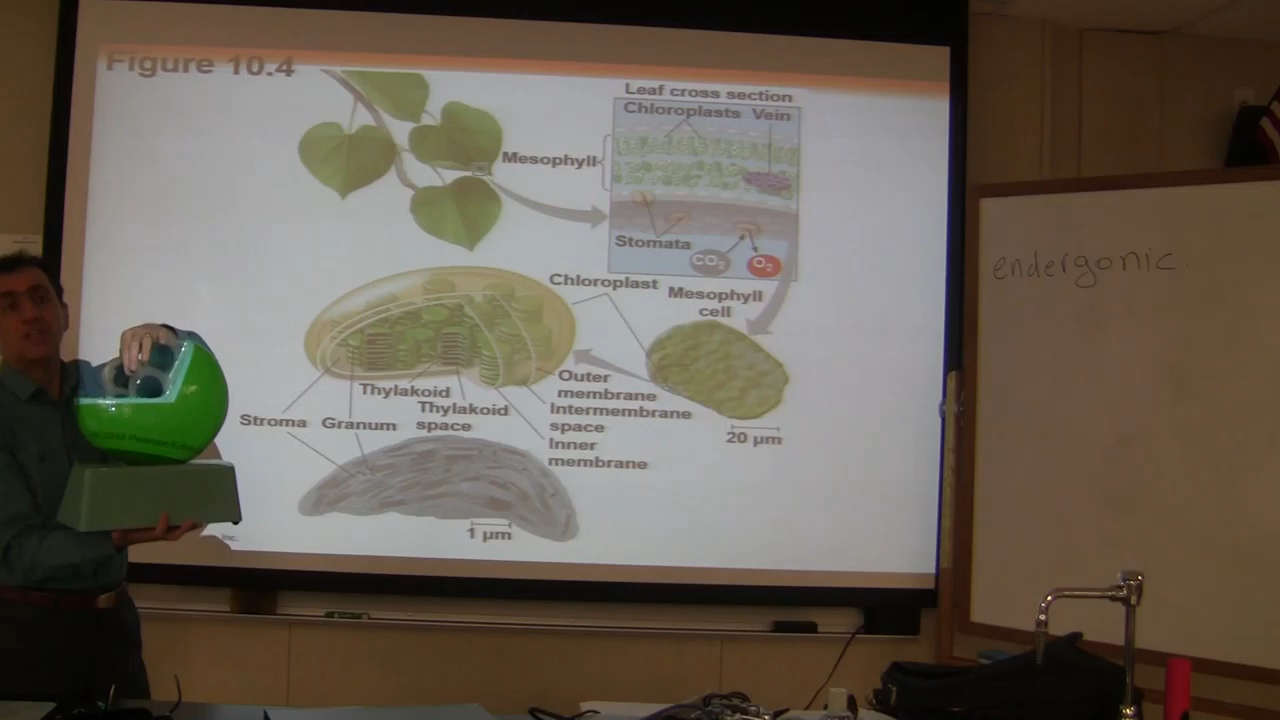 Figure 10.4
Leaf cross section
Chloroplasts Vein
Mesophyll
Stomata
CO₂
O₂
Chloroplast
Mesophyll
cell
Outer
membrane
Thylakoid
Thylakoid
space
Intermembrane
space
Stroma
Granum
Inner
membrane
20 µm
1 µm
Inc.
endergonic.